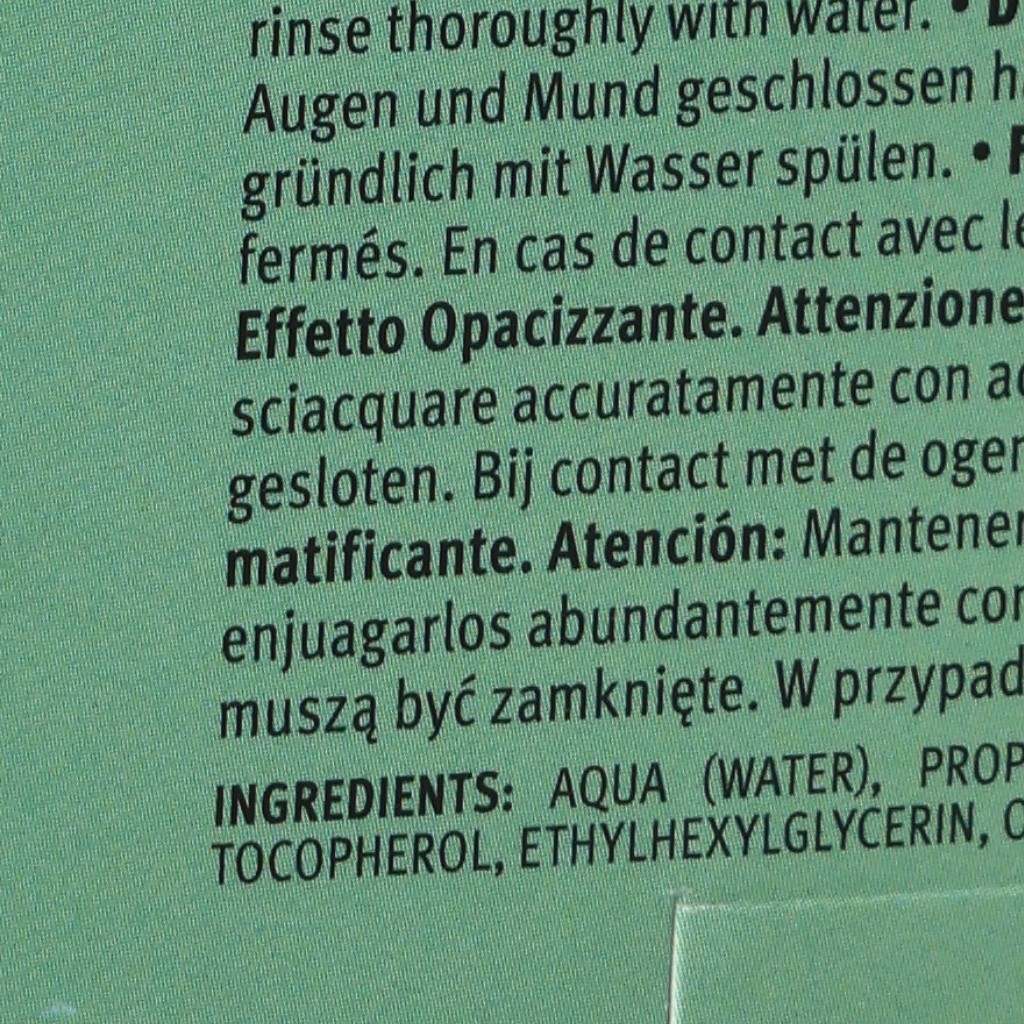 rinse thoroughly with water. •
Augen und Mund geschlossen
gründlich mit Wasser spülen. •
fermés. En cas de contact avec
Effetto Opacizzante. Attenzione
sciacquare accuratamente con
gesloten. Bij contact met de
matificante. Atención: Mantener
enjuagarlos abundantemente
muszą być zamknięte. W
INGREDIENTS: AQUA (WATER),
TOCOPHEROL, ETHYLHEXYLGLYCERIN,